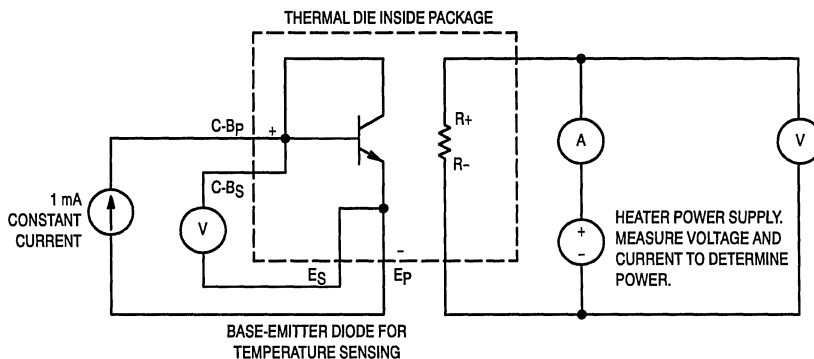 THERMAL DIE INSIDE PACKAGE
C-BP
+
R+
R–
A
V
C-BS
1 mA
CONSTANT
CURRENT
V
+
–
HEATER POWER SUPPLY.
MEASURE VOLTAGE AND
CURRENT TO DETERMINE
POWER.
–
ES
EP
BASE-EMITTER DIODE FOR
TEMPERATURE SENSING